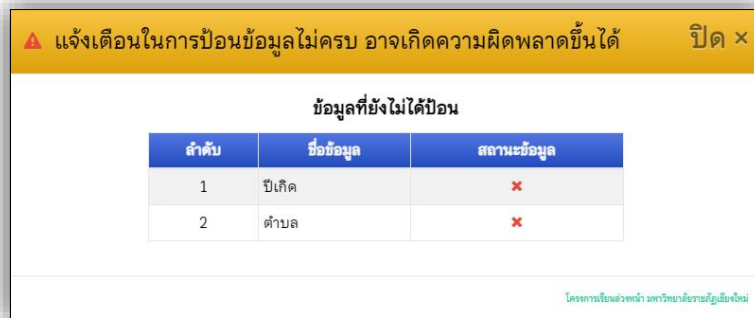 แจ้งเตือนในการป้อนข้อมูลไม่ครบ อาจเกิดความผิดพลาดขึ้นได้ ปิด ×
ข้อมูลที่ยังไม่ได้ป้อน
ลำดับ ชื่อข้อมูล สถานะข้อมูล
1 ปีเกิด ×
2 ตำบล ×
โครงการเรียนล่วงหน้า มหาวิทยาลัยราชภัฏเชียงใหม่